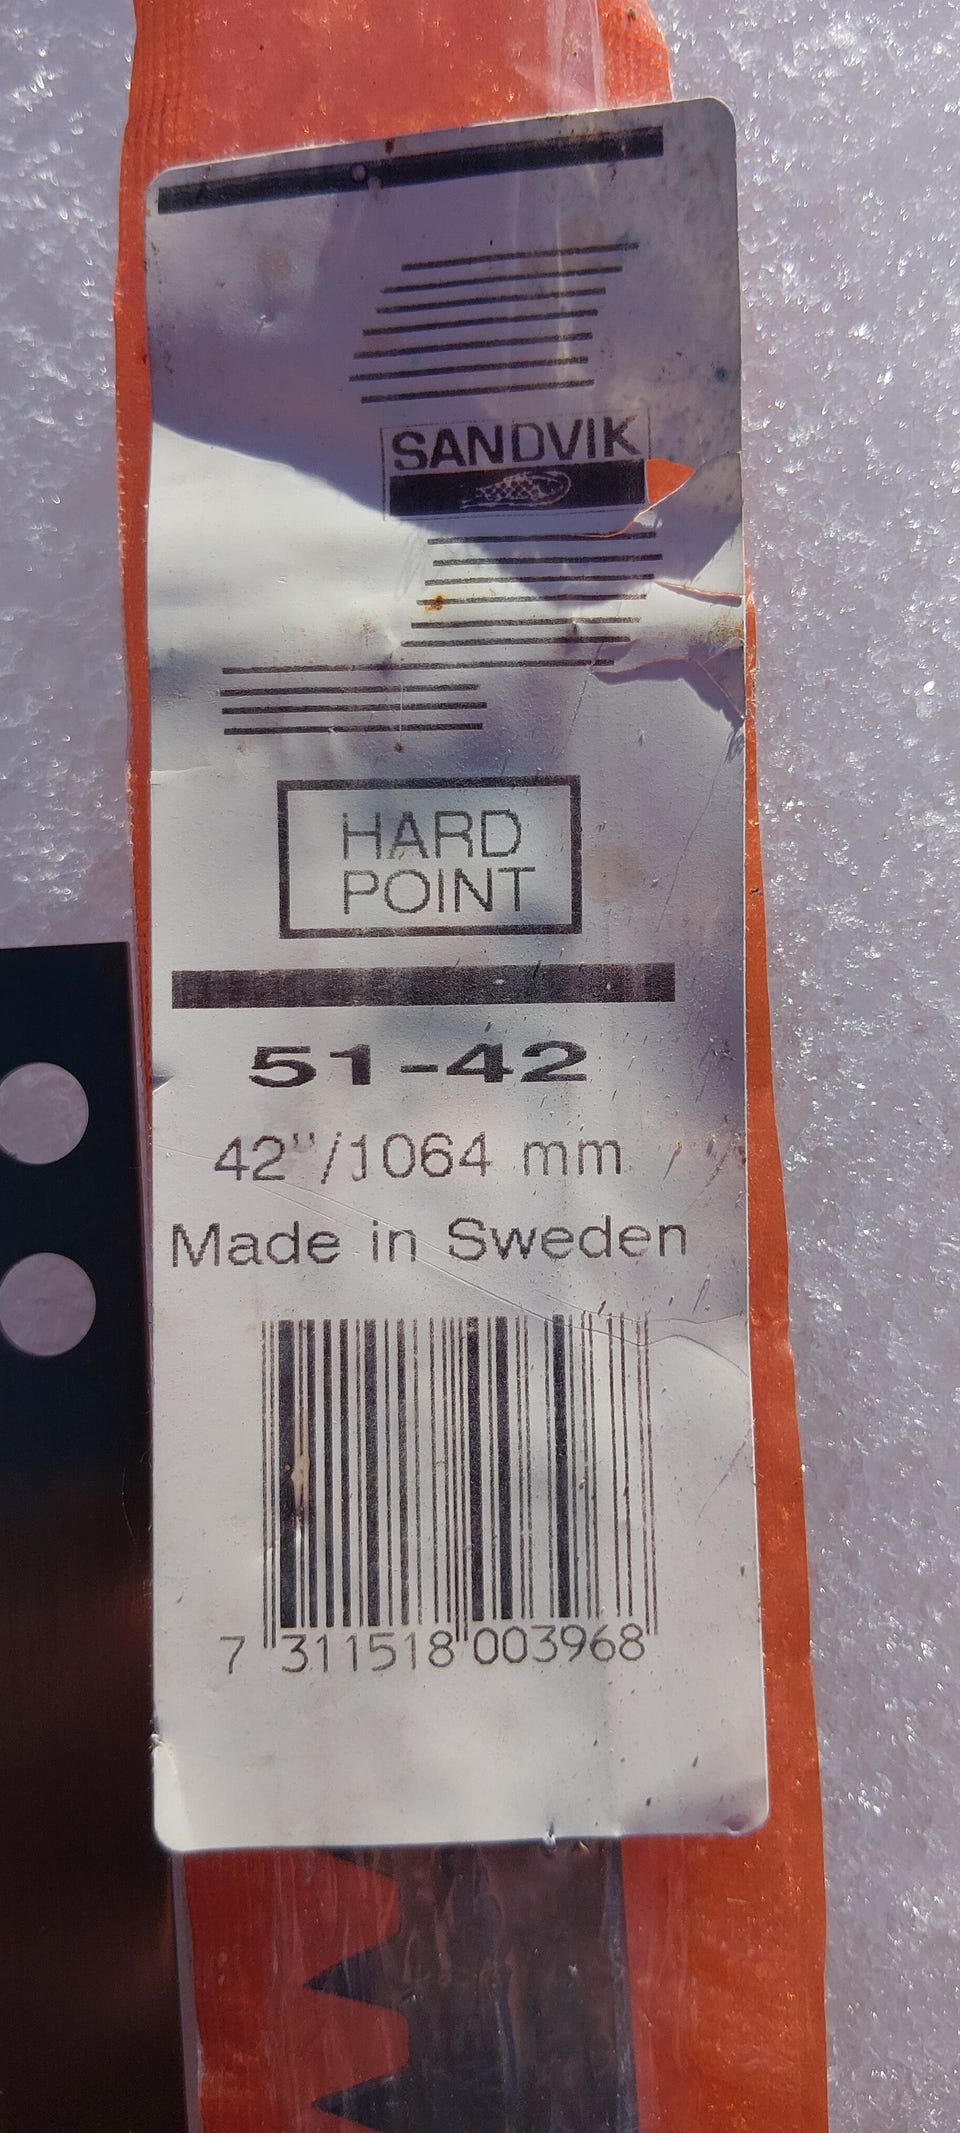 SANDVIK
HARD
POINT
51-42
42"/1064 mm
Made in Sweden
7 311518 003968